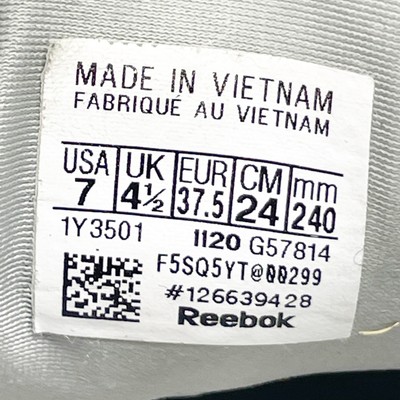 MADE IN VIETNAM
FABRIQUÉ AU VIETNAM
USA UK EUR CM mm
7 4½ 37.5 24 240
1Y3501 1120 G57814
F5SQ5YT@00299
#126639428
Reebok